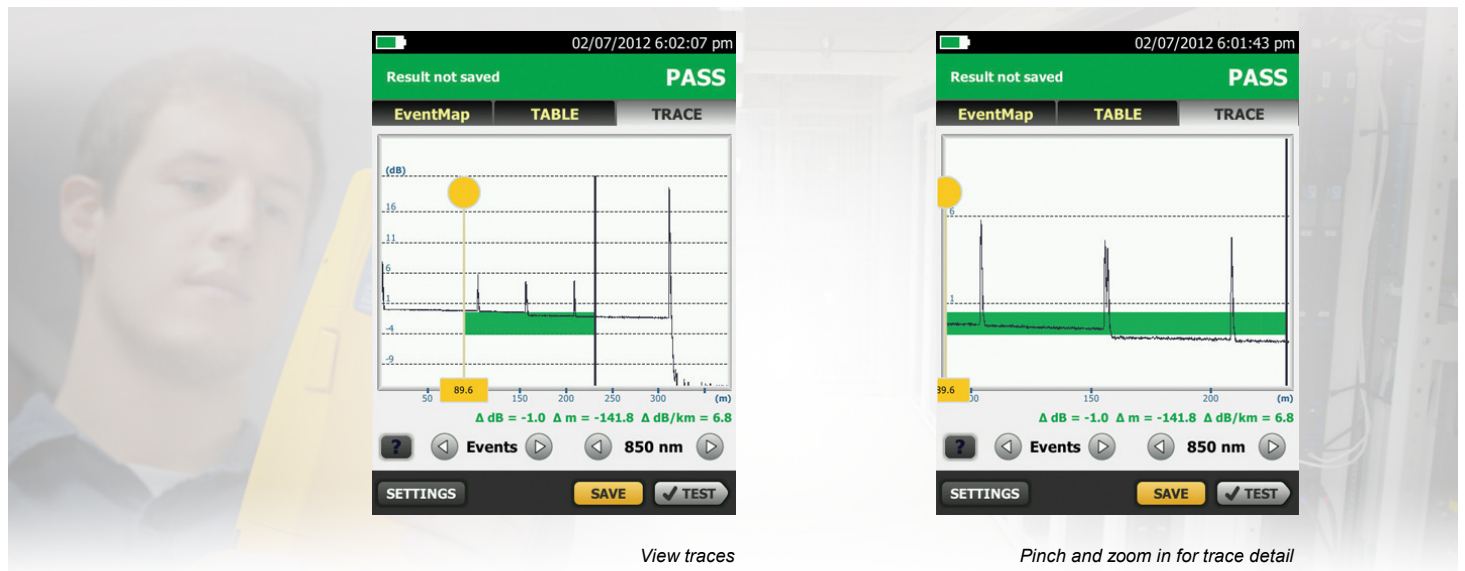 02/07/2012 6:02:07 pm
Result not saved PASS
EventMap TABLE TRACE
(dB)
16
11
6
1
-4
-9
89.6
50 150 200 250 300 (m)
Δ dB = -1.0 Δ m = -141.8 Δ dB/km = 6.8
? Events 850 nm
SETTINGS SAVE TEST
View traces
02/07/2012 6:01:43 pm
Result not saved PASS
EventMap TABLE TRACE
6
1
89.6
150 200 (m)
Δ dB = -1.0 Δ m = -141.8 Δ dB/km = 6.8
? Events 850 nm
SETTINGS SAVE TEST
Pinch and zoom in for trace detail